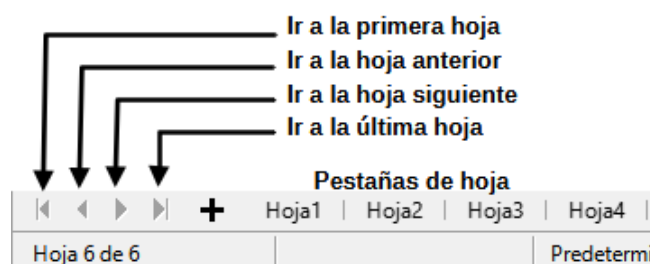 Ir a la primera hoja
Ir a la hoja anterior
Ir a la hoja siguiente
Ir a la última hoja
Pestañas de hoja
Hoja1 | Hoja2 | Hoja3 | Hoja4 |
Hoja 6 de 6 Predetermi